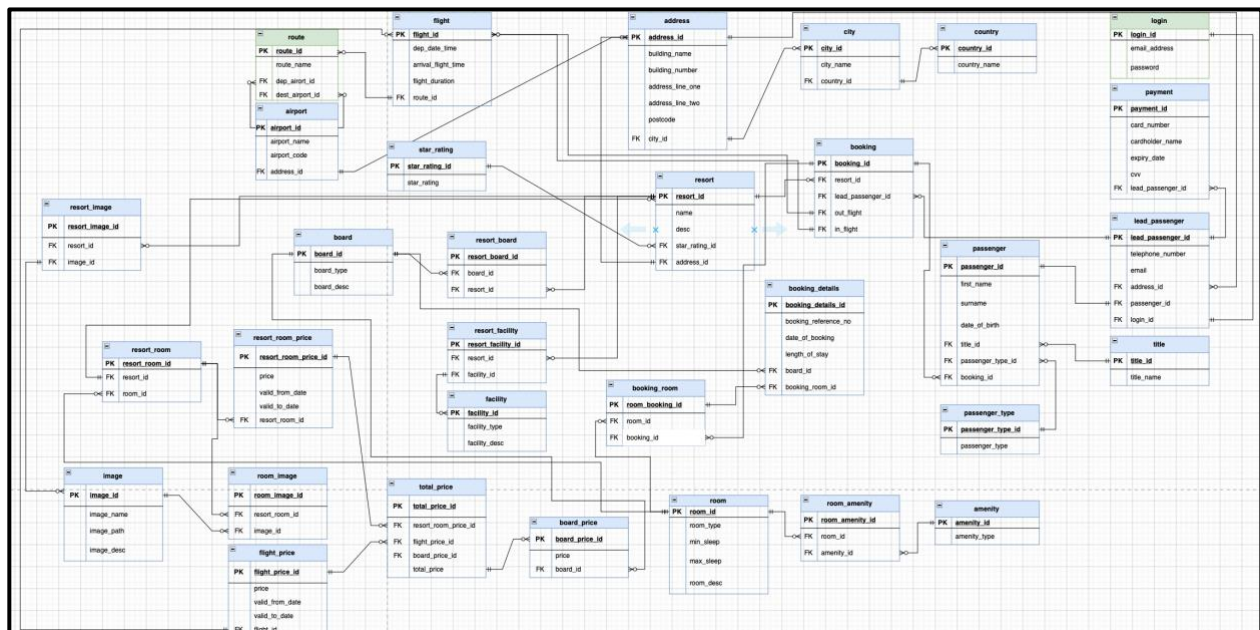 route
PK route_id
route_name
FK dep_airort_id
FK dest_airport_id
airport
PK airport_id
airport_name
airport_code
FK address_id
flight
PK flight_id
dep_date_time
arrival_flight_time
flight_duration
FK route_id
star_rating
PK star_rating_id
star_rating
address
PK address_id
building_name
building_number
address_line_one
address_line_two
postcode
FK city_id
city
PK city_id
city_name
FK country_id
country
PK country_id
country_name
login
PK login_id
email_address
password
payment
PK payment_id
card_number
cardholder_name
expiry_date
cvv
FK lead_passenger_id
booking
PK booking_id
FK resort_id
FK lead_passenger_id
FK out_flight
FK in_flight
resort
PK resort_id
name
desc
FK star_rating_id
FK address_id
resort_image
PK resort_image_id
FK resort_id
FK image_id
board
PK board_id
board_type
board_desc
resort_board
PK resort_board_id
FK board_id
FK resort_id
lead_passenger
PK lead_passenger_id
telephone_number
email
FK address_id
FK passenger_id
FK login_id
passenger
PK passenger_id
first_name
surname
date_of_birth
FK title_id
FK passenger_type_id
FK booking_id
booking_details
PK booking_details_id
booking_reference_no
date_of_booking
length_of_stay
FK board_id
FK booking_room_id
title
PK title_id
title_name
resort_room
PK resort_room_id
FK resort_id
FK room_id
resort_room_price
PK resort_room_price_id
price
valid_from_date
valid_to_date
FK resort_room_id
resort_facility
PK resort_facility_id
FK resort_id
FK facility_id
facility
PK facility_id
facility_type
facility_desc
booking_room
PK room_booking_id
FK room_id
FK booking_id
passenger_type
PK passenger_type_id
passenger_type
image
PK image_id
image_name
image_path
image_desc
room_image
PK room_image_id
FK resort_room_id
FK image_id
flight_price
PK flight_price_id
price
valid_from_date
valid_to_date
FK flight_id
total_price
PK total_price_id
FK resort_room_price_id
FK flight_price_id
FK board_price_id
total_price
board_price
PK board_price_id
price
FK board_id
room
PK room_id
room_type
min_sleep
max_sleep
room_desc
room_amenity
PK room_amenity_id
FK room_id
FK amenity_id
amenity
PK amenity_id
amenity_type